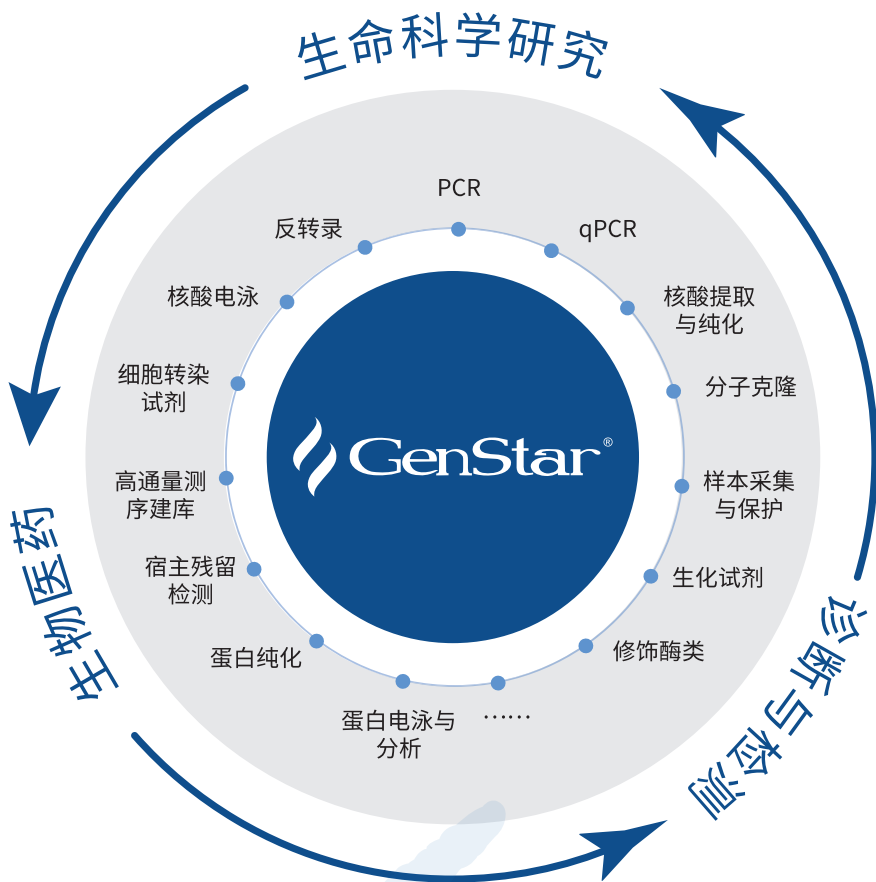 生命科学研究
PCR
qPCR
核酸提取
与纯化
分子克隆
样本采集
与保护
生化试剂
修饰酶类
……
蛋白电泳与
分析
蛋白纯化
宿主残留
检测
高通量测
序建库
细胞转染
试剂
核酸电泳
反转录
GenStar®
生物医药
诊断与检测